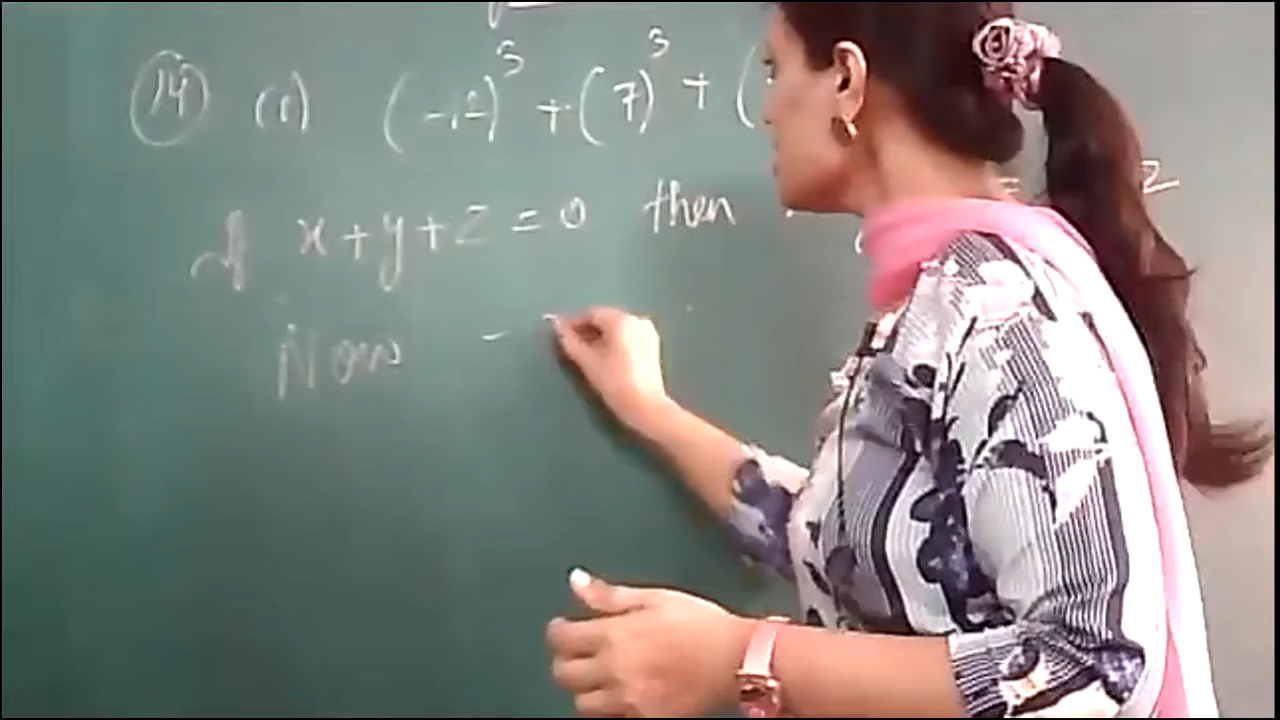 14 (i) (-12)³ + (7)³ + (
If x+y+z = 0 then
Now -